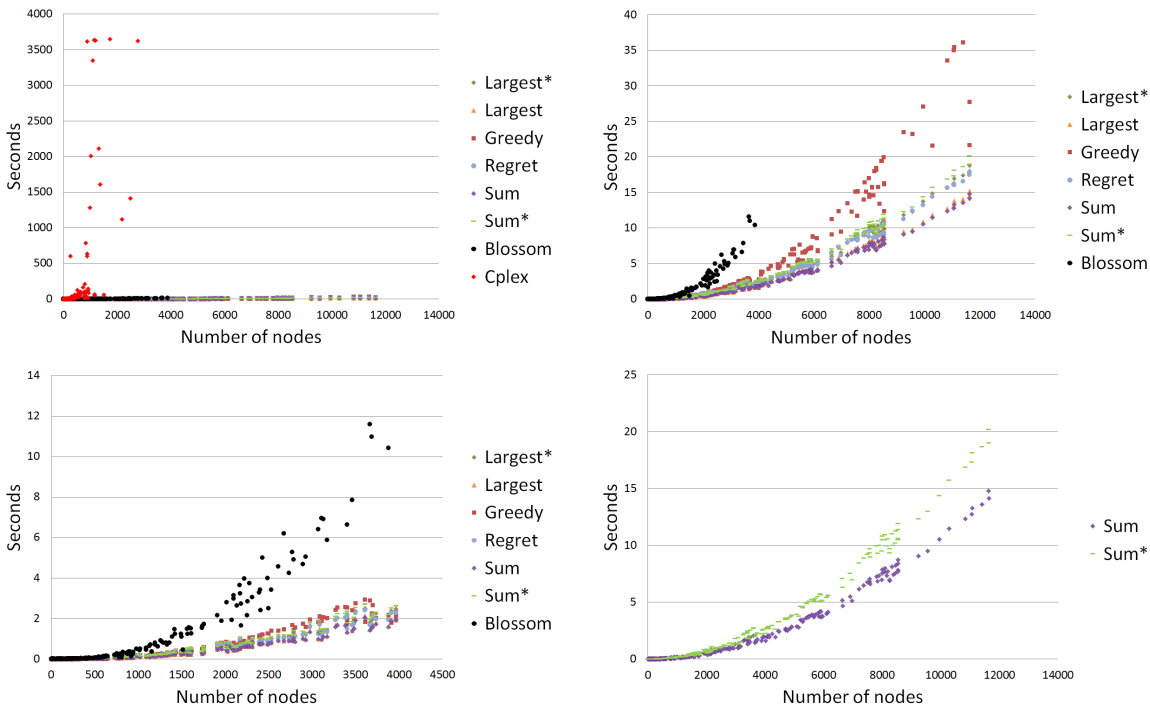 4000
3500
3000
2500
2000
1500
1000
500
0
Seconds
0 2000 4000 6000 8000 10000 12000 14000
Number of nodes
Largest*
Largest
Greedy
Regret
Sum
Sum*
Blossom
Cplex
40
35
30
25
20
15
10
5
0
Seconds
0 2000 4000 6000 8000 10000 12000 14000
Number of nodes
Largest*
Largest
Greedy
Regret
Sum
Sum*
Blossom
14
12
10
8
6
4
2
0
Seconds
0 500 1000 1500 2000 2500 3000 3500 4000 4500
Number of nodes
Largest*
Largest
Greedy
Regret
Sum
Sum*
Blossom
25
20
15
10
5
0
Seconds
0 2000 4000 6000 8000 10000 12000 14000
Number of nodes
Sum
Sum*